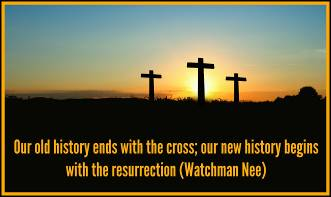 Our old history ends with the cross; our new history begins
with the resurrection (Watchman Nee)